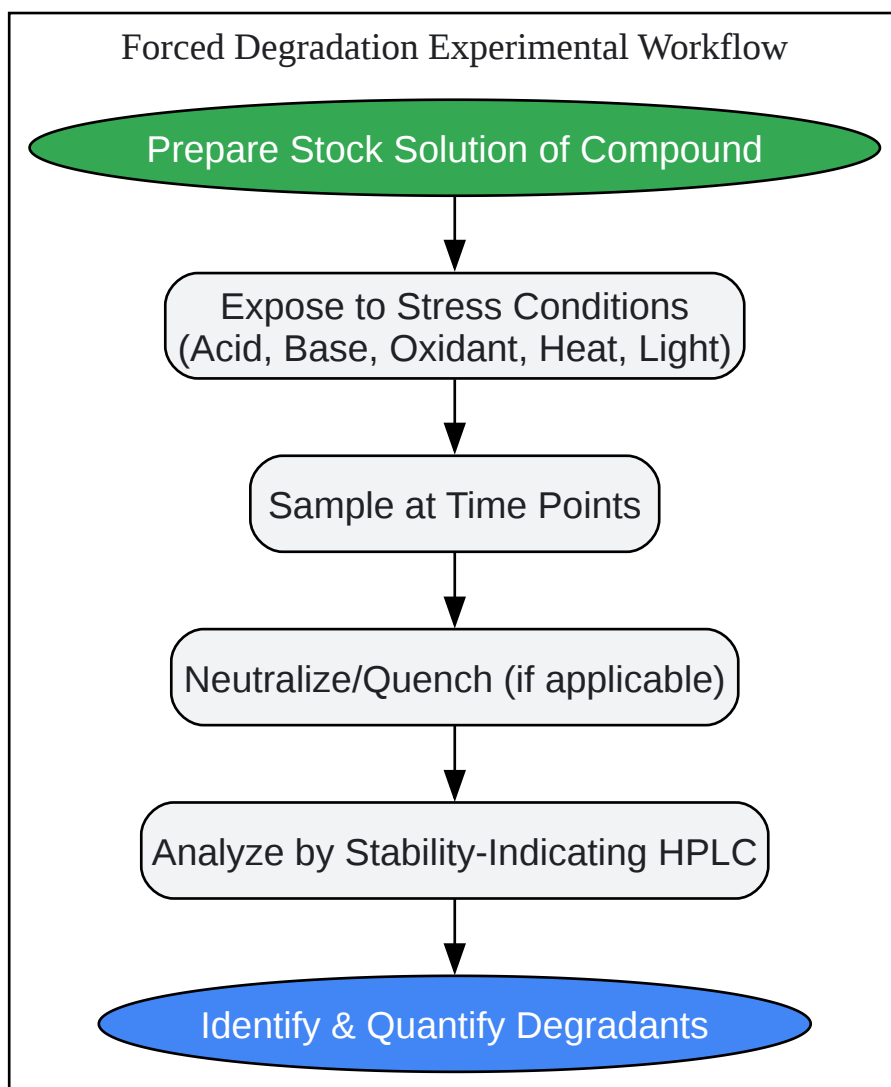 Forced Degradation Experimental Workflow
Prepare Stock Solution of Compound
Expose to Stress Conditions
(Acid, Base, Oxidant, Heat, Light)
Sample at Time Points
Neutralize/Quench (if applicable)
Analyze by Stability-Indicating HPLC
Identify & Quantify Degradants